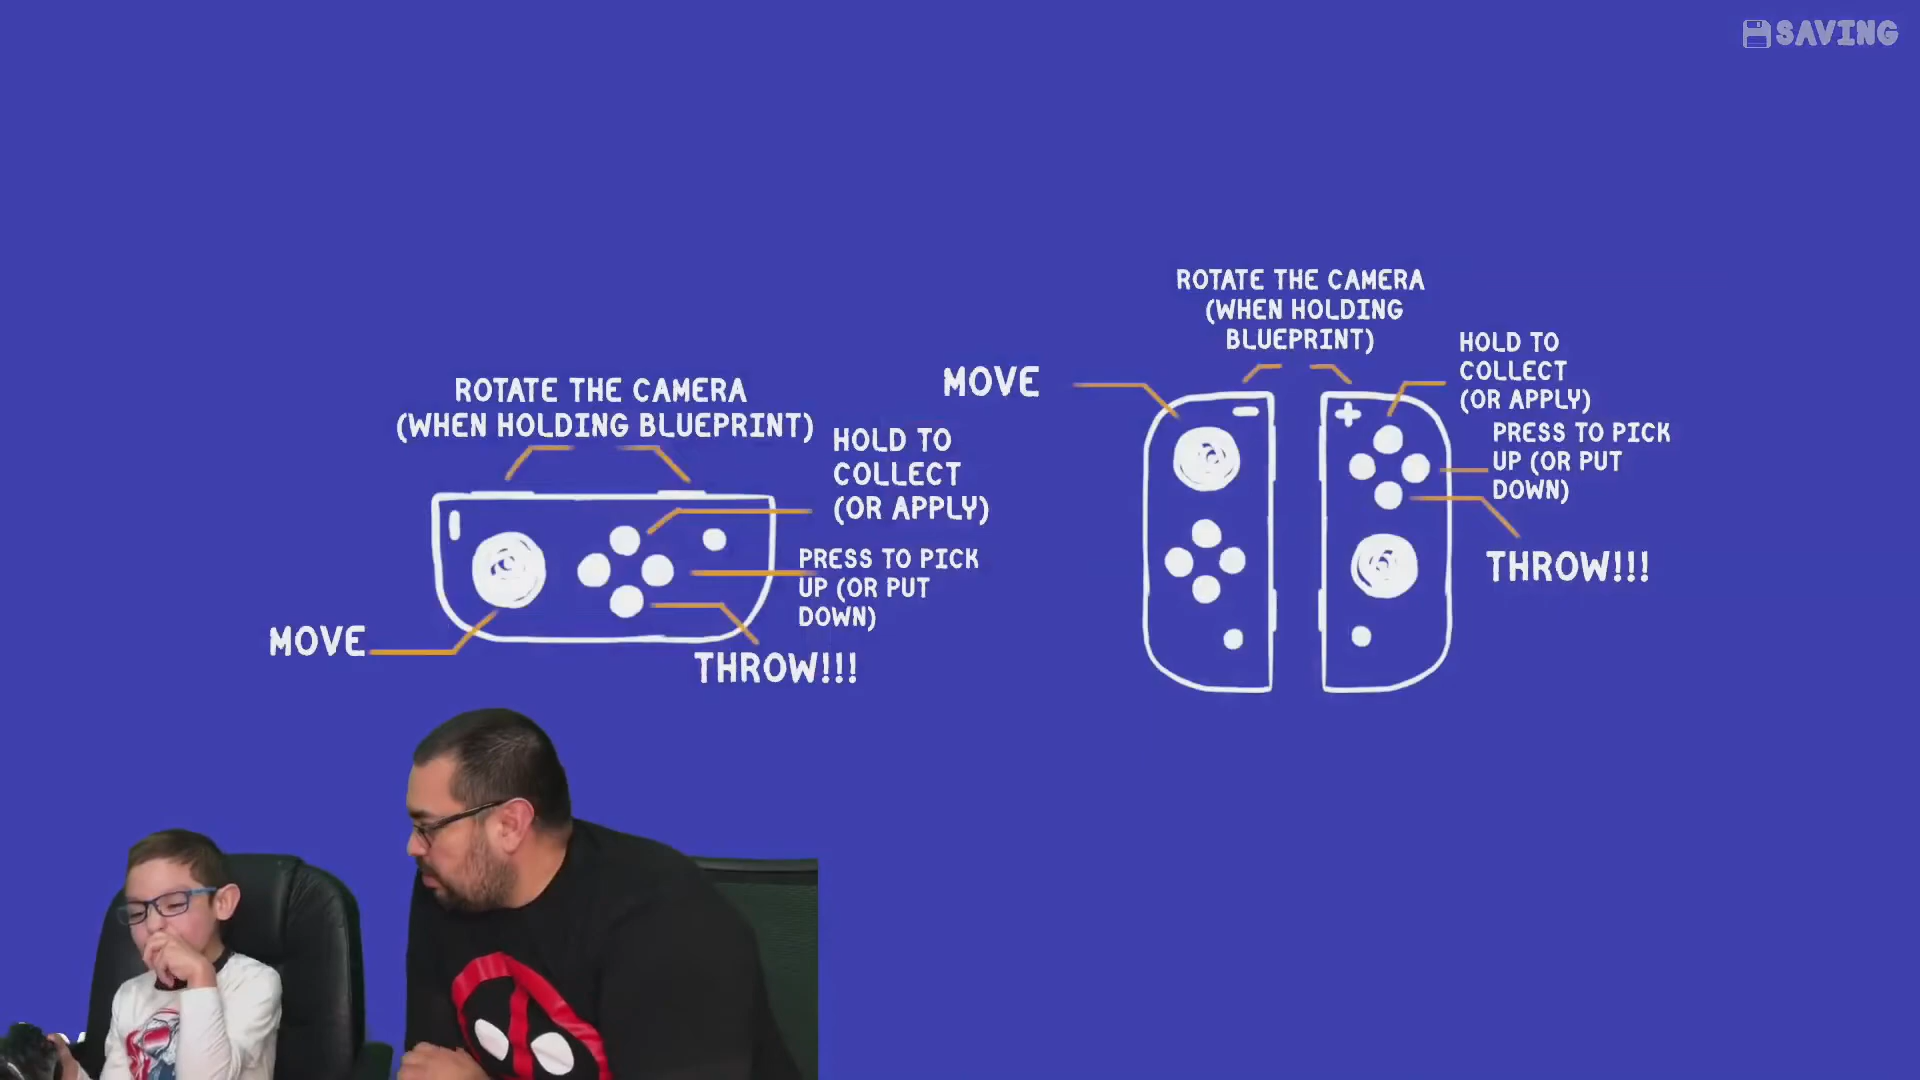 SAVING
ROTATE THE CAMERA
(WHEN HOLDING BLUEPRINT)
HOLD TO
COLLECT
(OR APPLY)
PRESS TO PICK
UP (OR PUT
DOWN)
MOVE
THROW!!!
ROTATE THE CAMERA
(WHEN HOLDING
BLUEPRINT)
MOVE
HOLD TO
COLLECT
(OR APPLY)
PRESS TO PICK
UP (OR PUT
DOWN)
THROW!!!